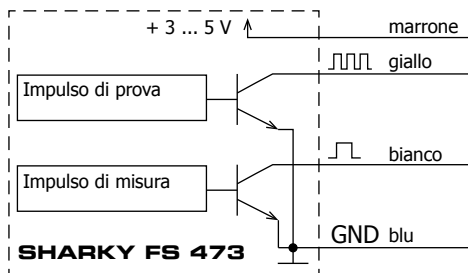 + 3 ... 5 V
marrone
giallo
Impulso di prova
bianco
Impulso di misura
GND blu
SHARKY FS 473